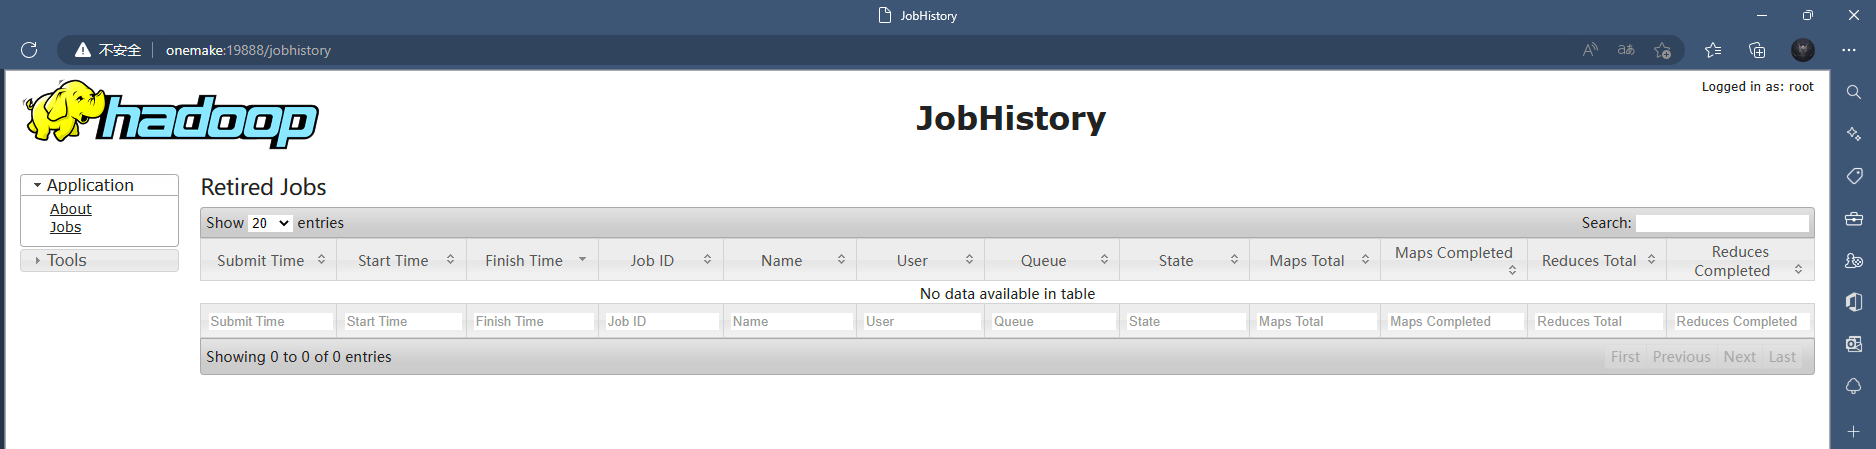 JobHistory
不安全 onemake:19888/jobhistory
Logged in as: root
hadoop
JobHistory
Application
About
Jobs
Tools
Retired Jobs
Show 20 entries Search:
Submit Time Start Time Finish Time Job ID Name User Queue State Maps Total Maps Completed Reduces Total Reduces Completed
No data available in table
Submit Time Start Time Finish Time Job ID Name User Queue State Maps Total Maps Completed Reduces Total Reduces Completed
Showing 0 to 0 of 0 entries First Previous Next Last